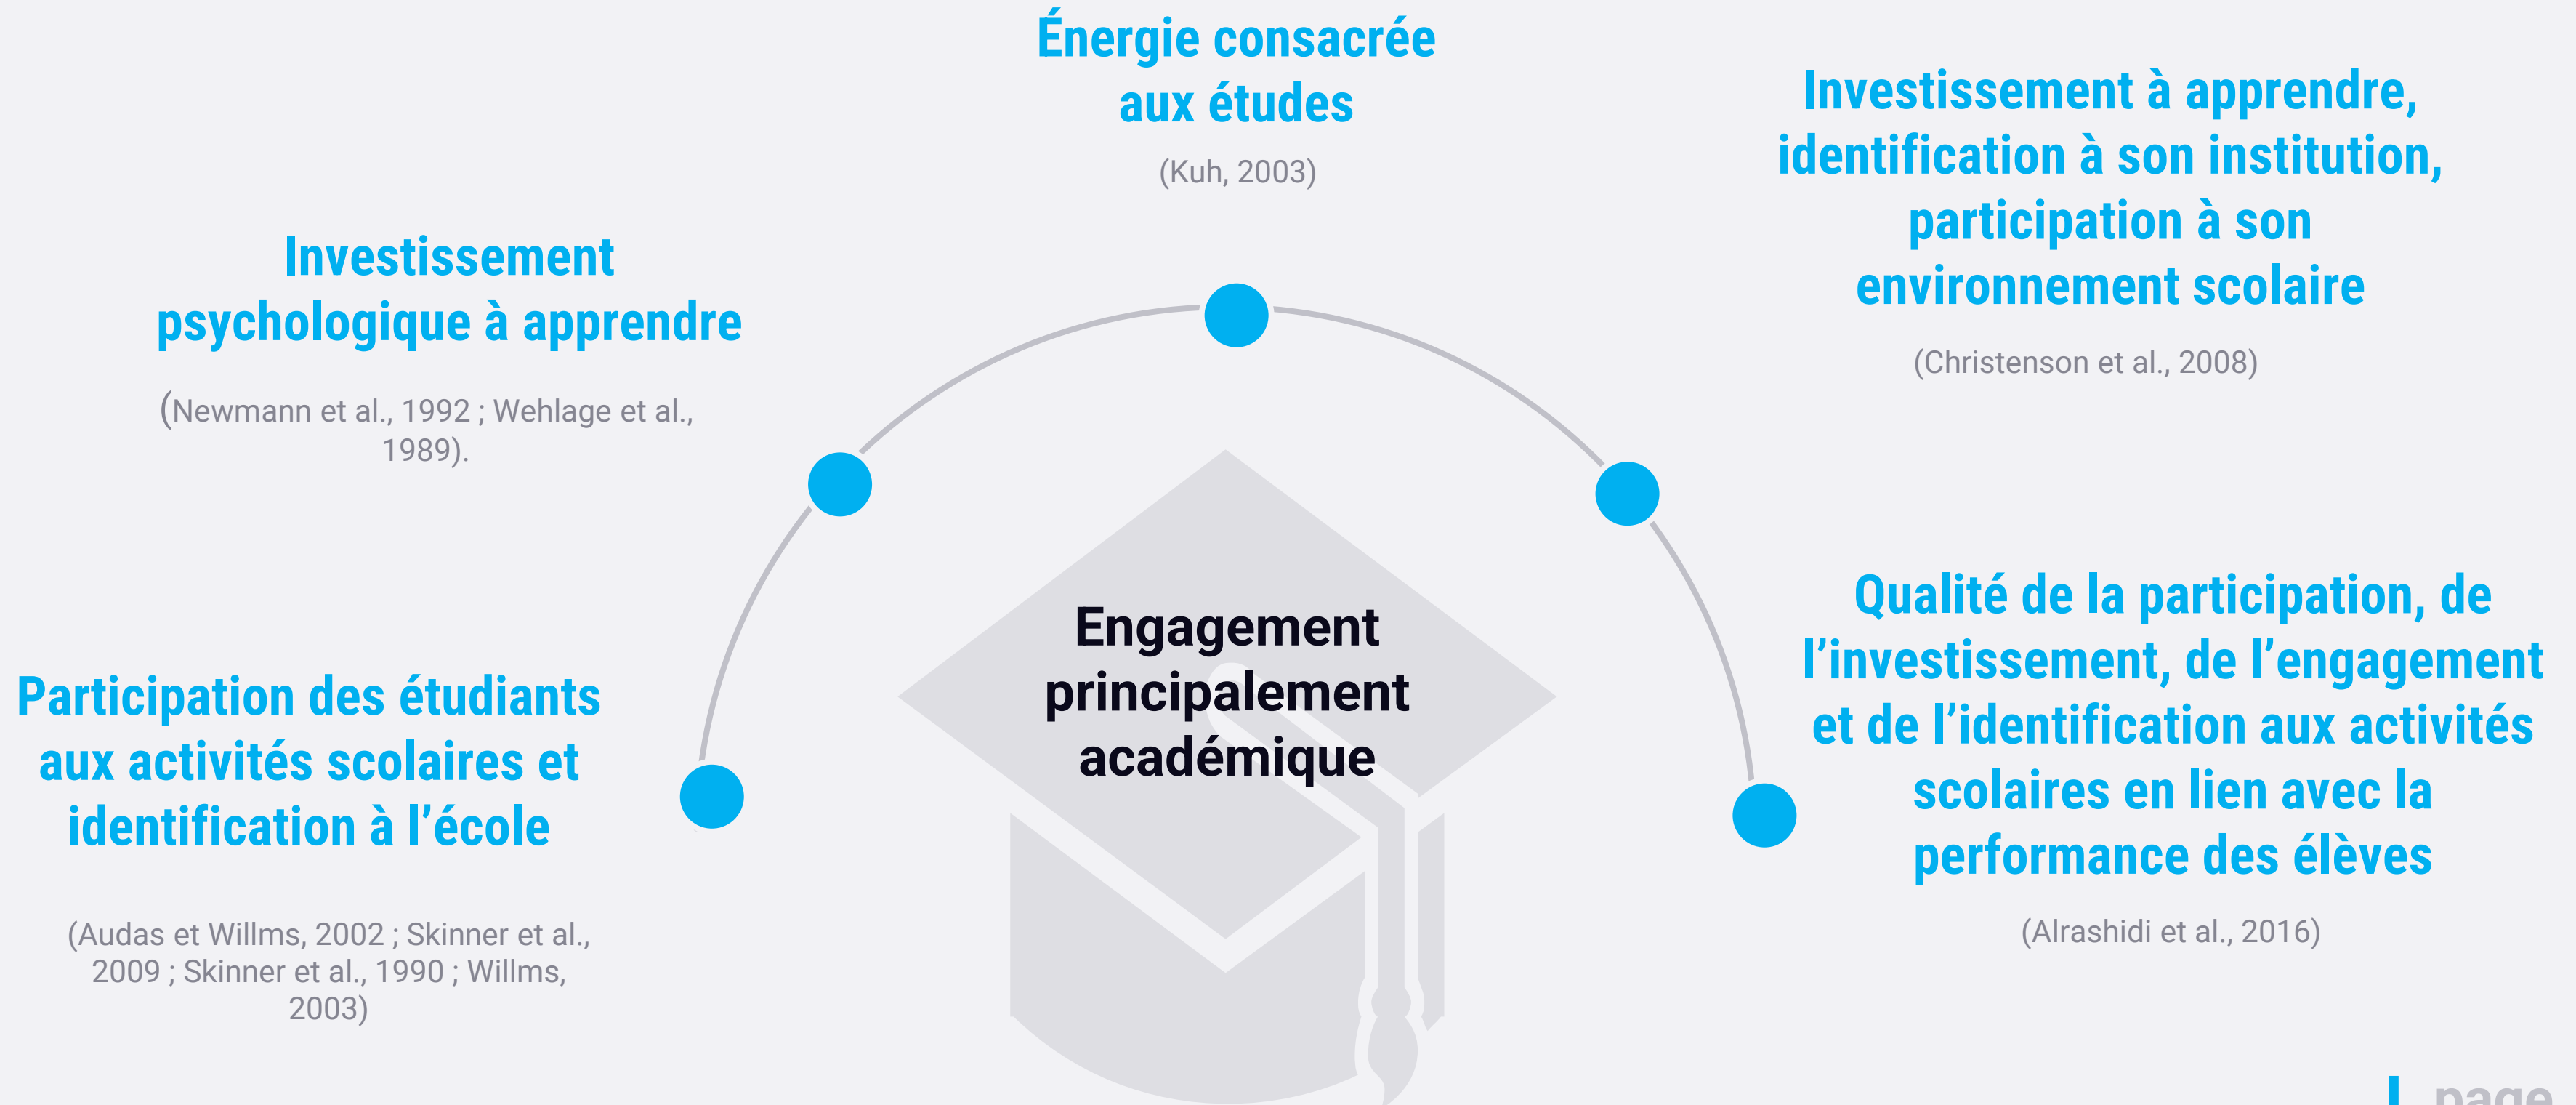 Énergie consacrée
aux études
(Kuh, 2003)
Investissement à apprendre,
identification à son institution,
participation à son
environnement scolaire
(Christenson et al., 2008)
Investissement
psychologique à apprendre
(Newmann et al., 1992 ; Wehlage et al.,
1989).
Engagement
principalement
académique
Participation des étudiants
aux activités scolaires et
identification à l’école
(Audas et Willms, 2002 ; Skinner et al.,
2009 ; Skinner et al., 1990 ; Willms,
2003)
Qualité de la participation, de
l’investissement, de l’engagement
et de l’identification aux activités
scolaires en lien avec la
performance des élèves
(Alrashidi et al., 2016)
page